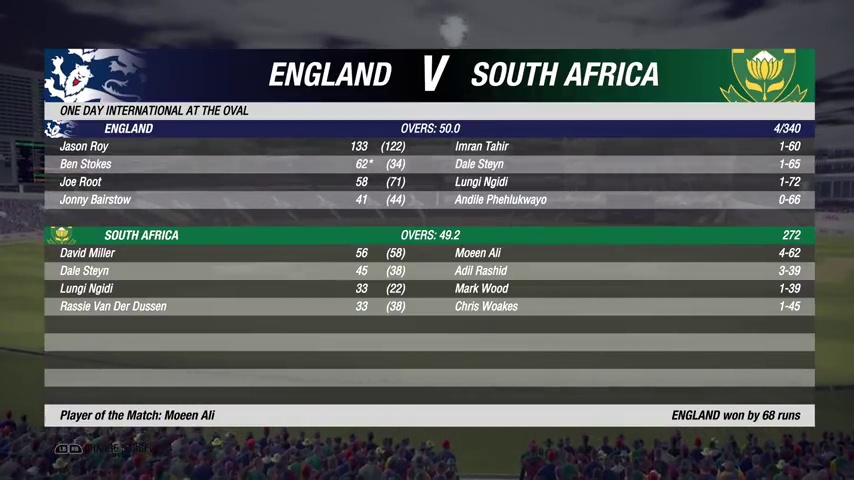 ENGLAND V SOUTH AFRICA
ONE DAY INTERNATIONAL AT THE OVAL
ENGLAND OVERS: 50.0 4/340
Jason Roy 133 (122) Imran Tahir 1-60
Ben Stokes 62* (34) Dale Steyn 1-65
Joe Root 58 (71) Lungi Ngidi 1-72
Jonny Bairstow 41 (44) Andile Phehlukwayo 0-66
SOUTH AFRICA OVERS: 49.2 272
David Miller 56 (58) Moeen Ali 4-62
Dale Steyn 45 (38) Adil Rashid 3-39
Lungi Ngidi 33 (22) Mark Wood 1-39
Rassie Van Der Dussen 33 (38) Chris Woakes 1-45
Player of the Match: Moeen Ali ENGLAND won by 68 runs